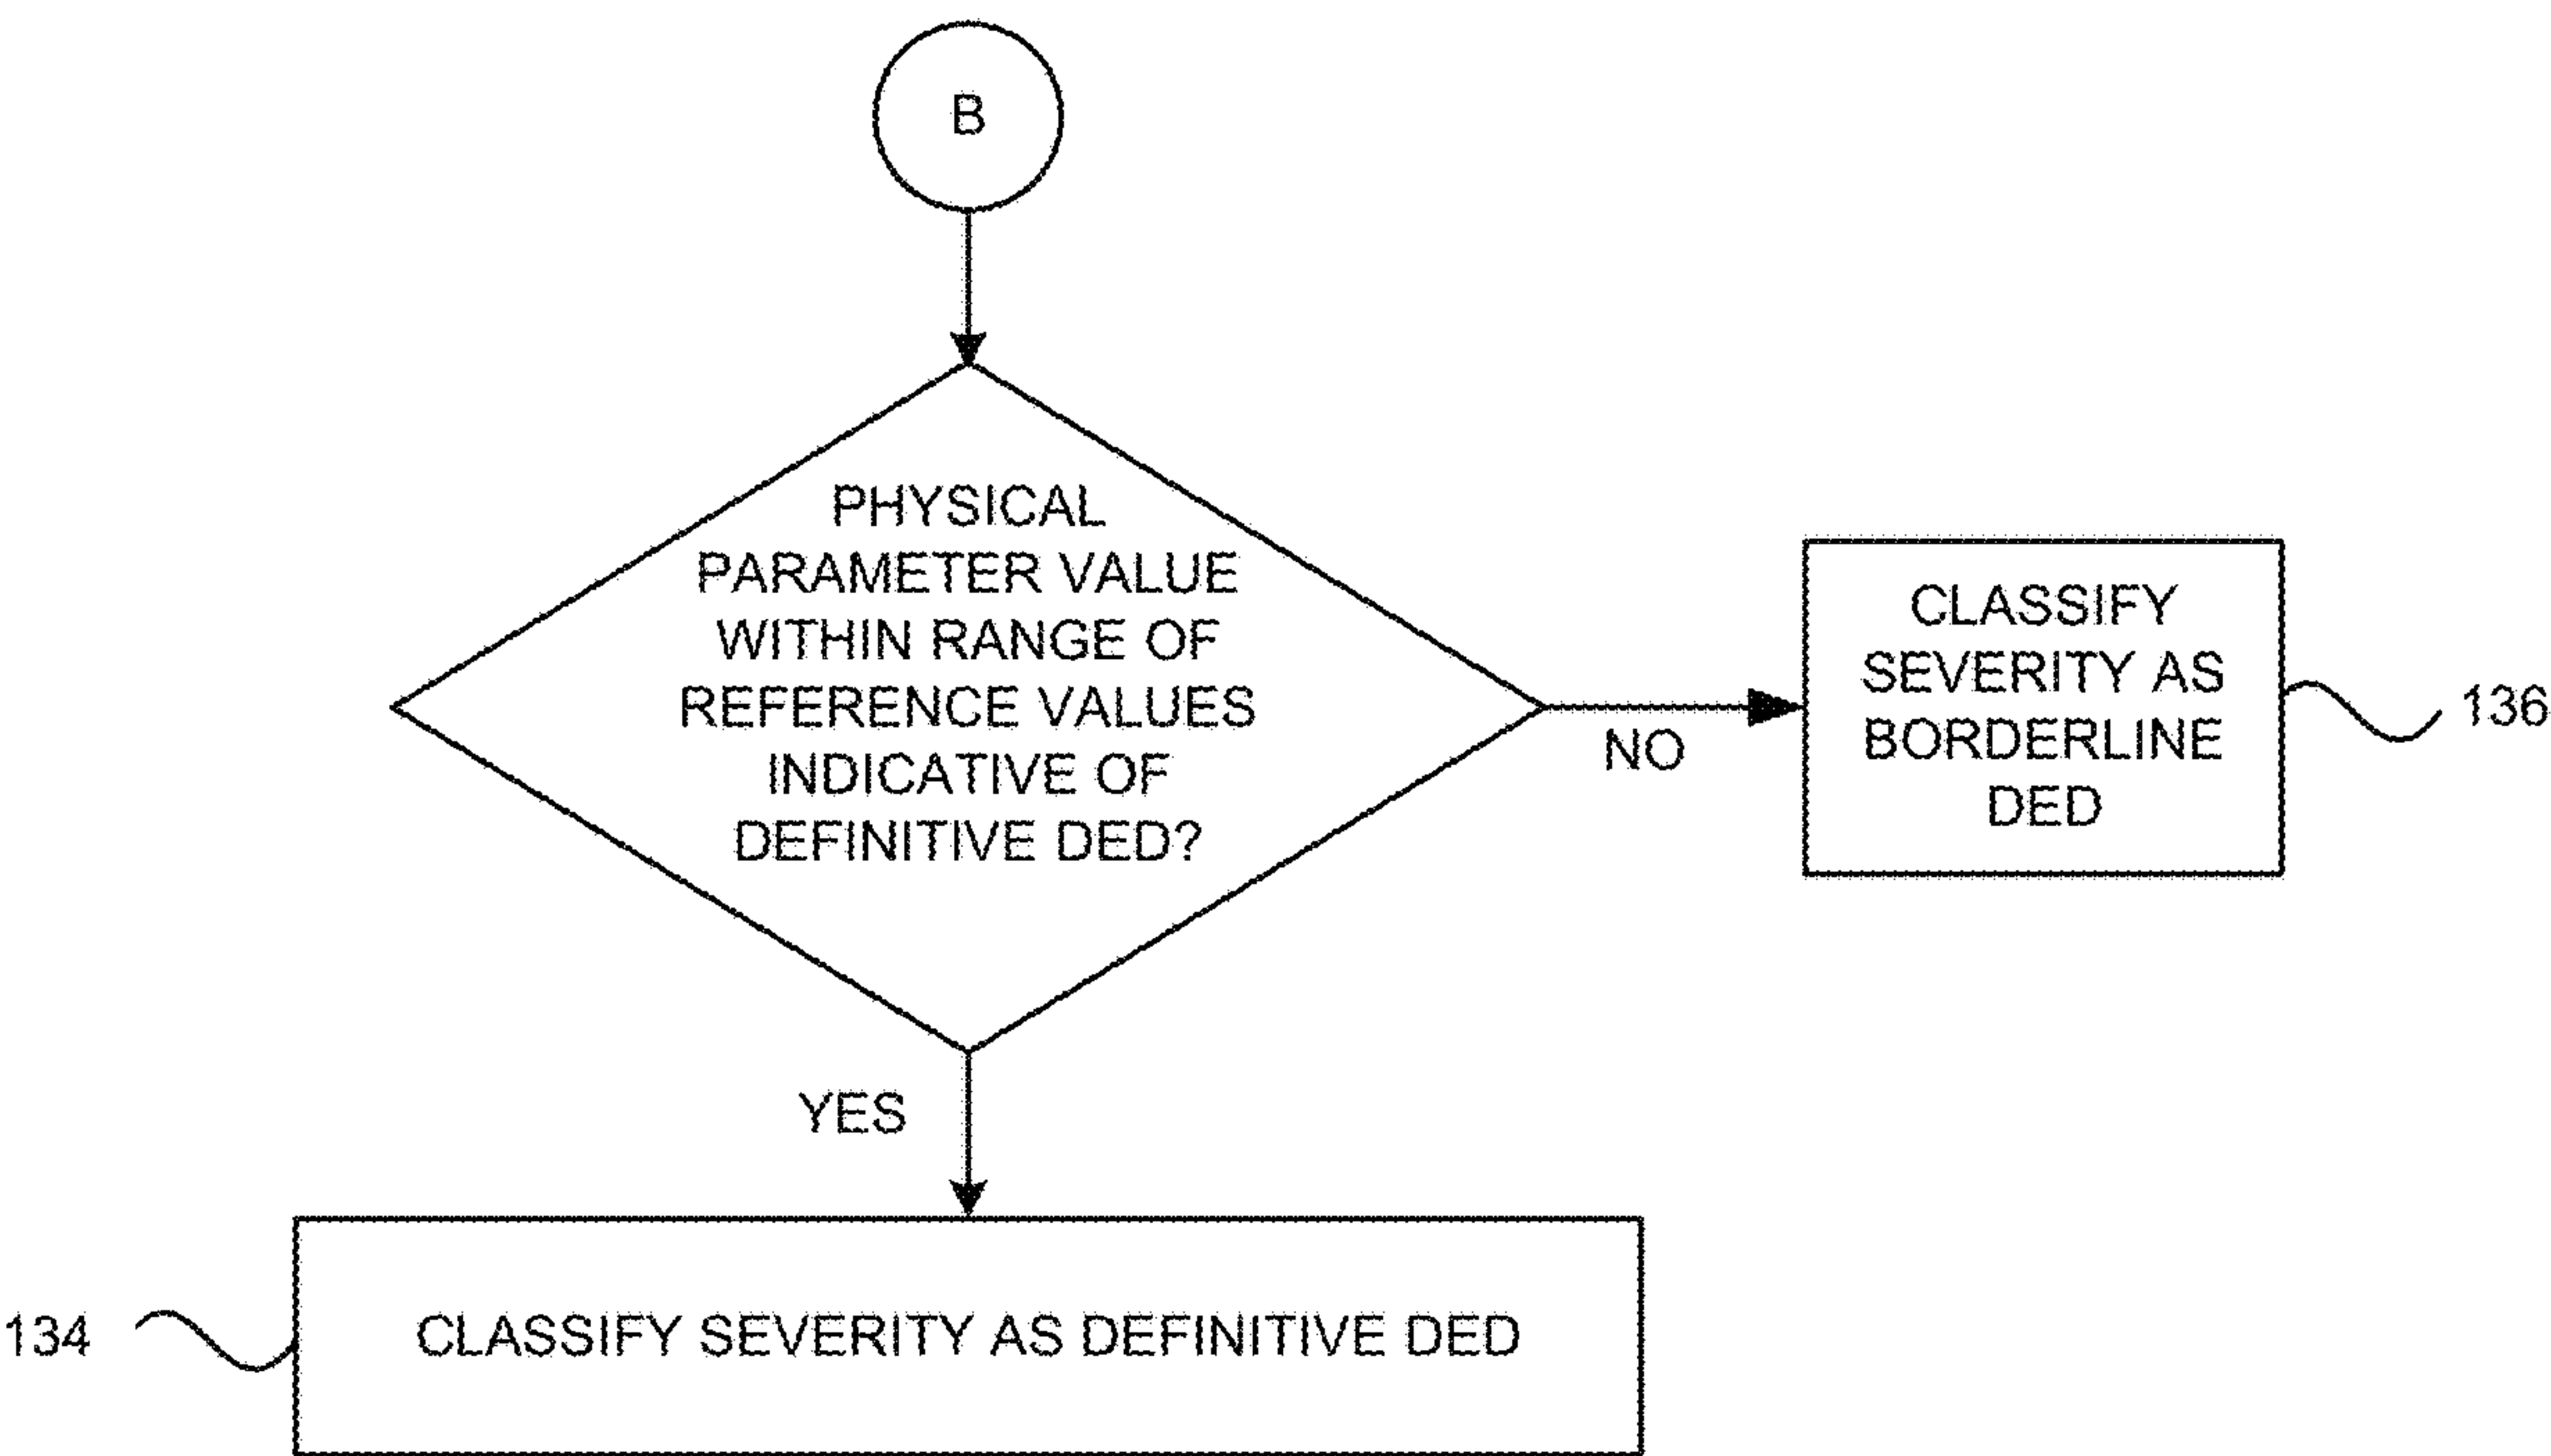 B
PHYSICAL
PARAMETER VALUE
WITHIN RANGE OF
REFERENCE VALUES
INDICATIVE OF
DEFINITIVE DED?
NO
CLASSIFY
SEVERITY AS
BORDERLINE
DED
136
YES
134
CLASSIFY SEVERITY AS DEFINITIVE DED